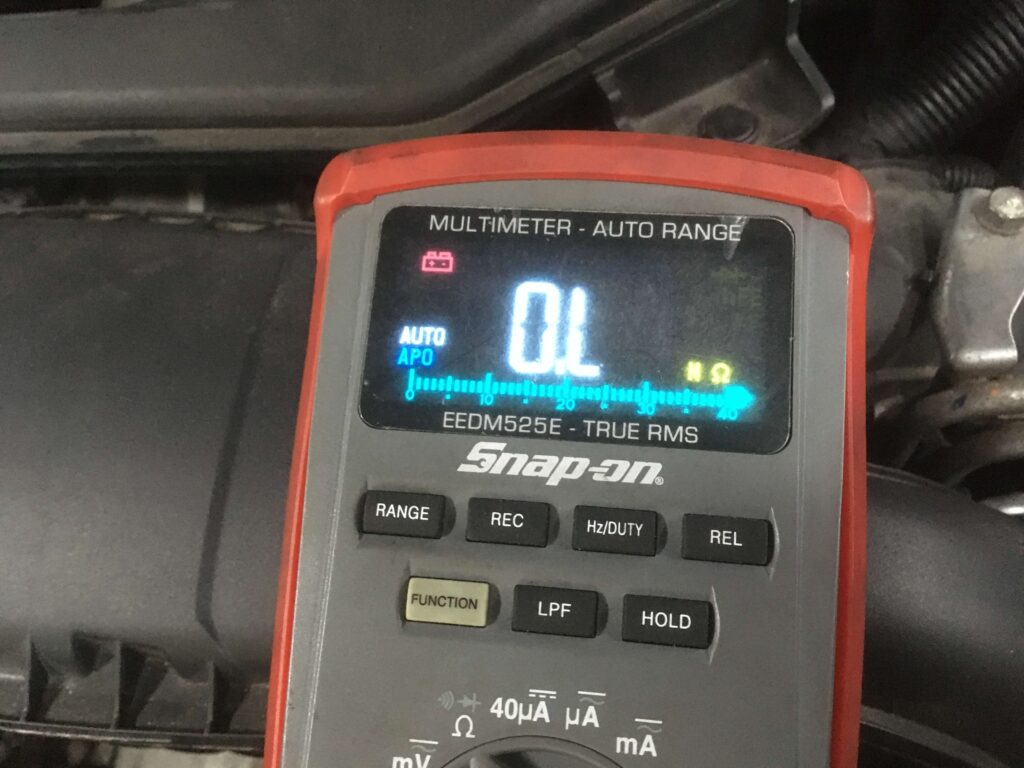 MULTIMETER - AUTO RANGE
0.L
AUTO
APO
M Ω
0 10 20 30 40
EEDM525E - TRUE RMS
Snap-on®
RANGE REC Hz/DUTY REL
FUNCTION LPF HOLD
Ω 40µA µA mA
mV